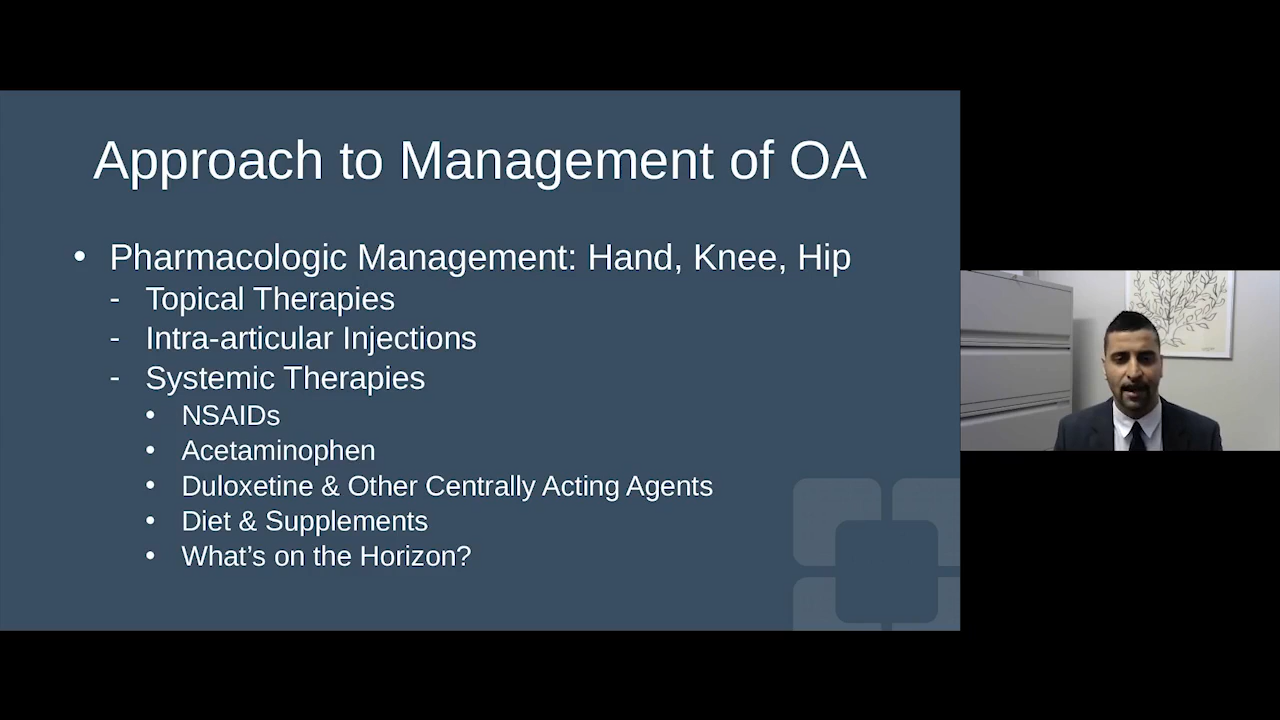 Approach to Management of OA
• Pharmacologic Management: Hand, Knee, Hip
- Topical Therapies
- Intra-articular Injections
- Systemic Therapies
• NSAIDs
• Acetaminophen
• Duloxetine & Other Centrally Acting Agents
• Diet & Supplements
• What’s on the Horizon?